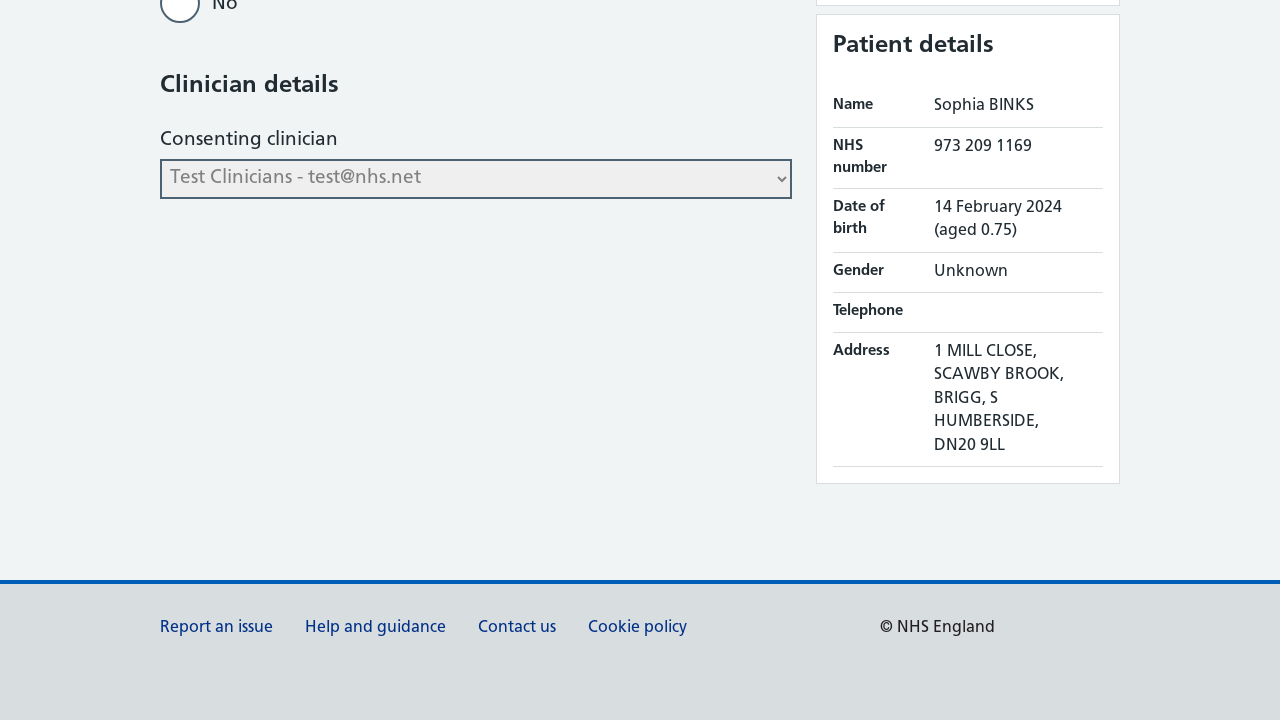 No
Clinician details
Consenting clinician
Test Clinicians - test@nhs.net
Patient details
Name Sophia BINKS
NHS number 973 209 1169
Date of birth 14 February 2024 (aged 0.75)
Gender Unknown
Telephone
Address 1 MILL CLOSE,
SCAWBY BROOK,
BRIGG, S
HUMBERSIDE,
DN20 9LL
Report an issue Help and guidance Contact us Cookie policy © NHS England